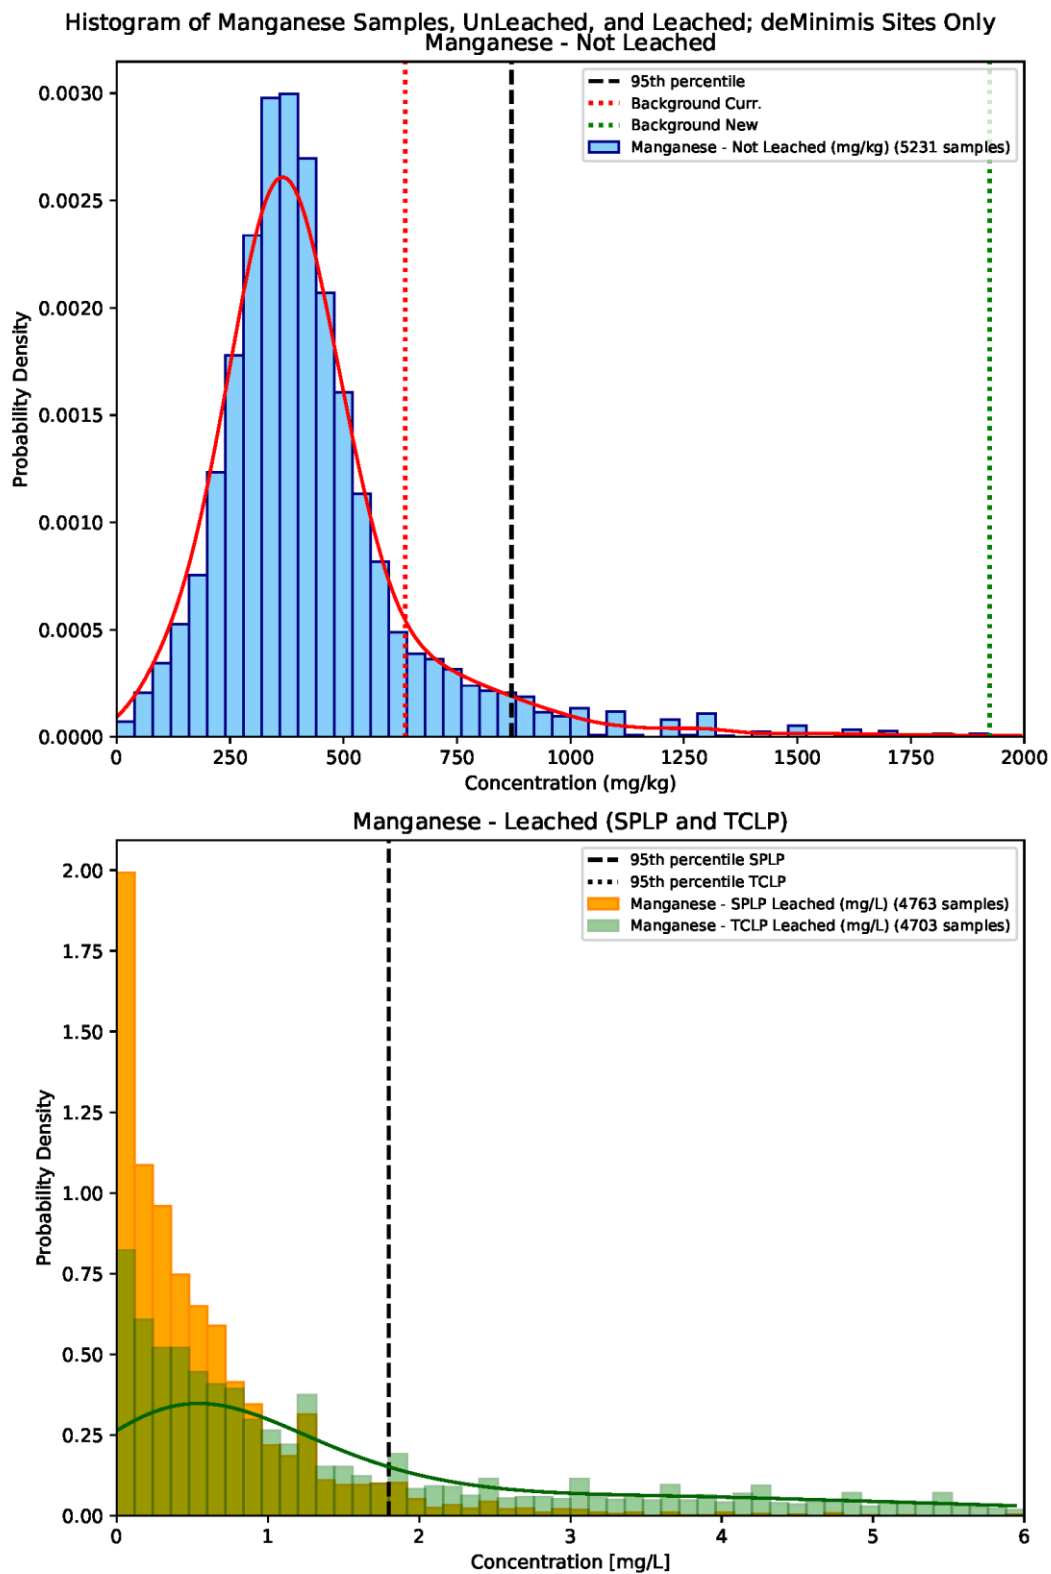 Histogram of Manganese Samples, UnLeached, and Leached; deMinimis Sites Only
Manganese - Not Leached
95th percentile
Background Curr.
Background New
Manganese - Not Leached (mg/kg) (5231 samples)
0.0030
0.0025
0.0020
0.0015
0.0010
0.0005
0.0000
Probability Density
0 250 500 750 1000 1250 1500 1750 2000
Concentration (mg/kg)
Manganese - Leached (SPLP and TCLP)
95th percentile SPLP
95th percentile TCLP
Manganese - SPLP Leached (mg/L) (4763 samples)
Manganese - TCLP Leached (mg/L) (4703 samples)
2.00
1.75
1.50
1.25
1.00
0.75
0.50
0.25
0.00
Probability Density
0 1 2 3 4 5 6
Concentration [mg/L]